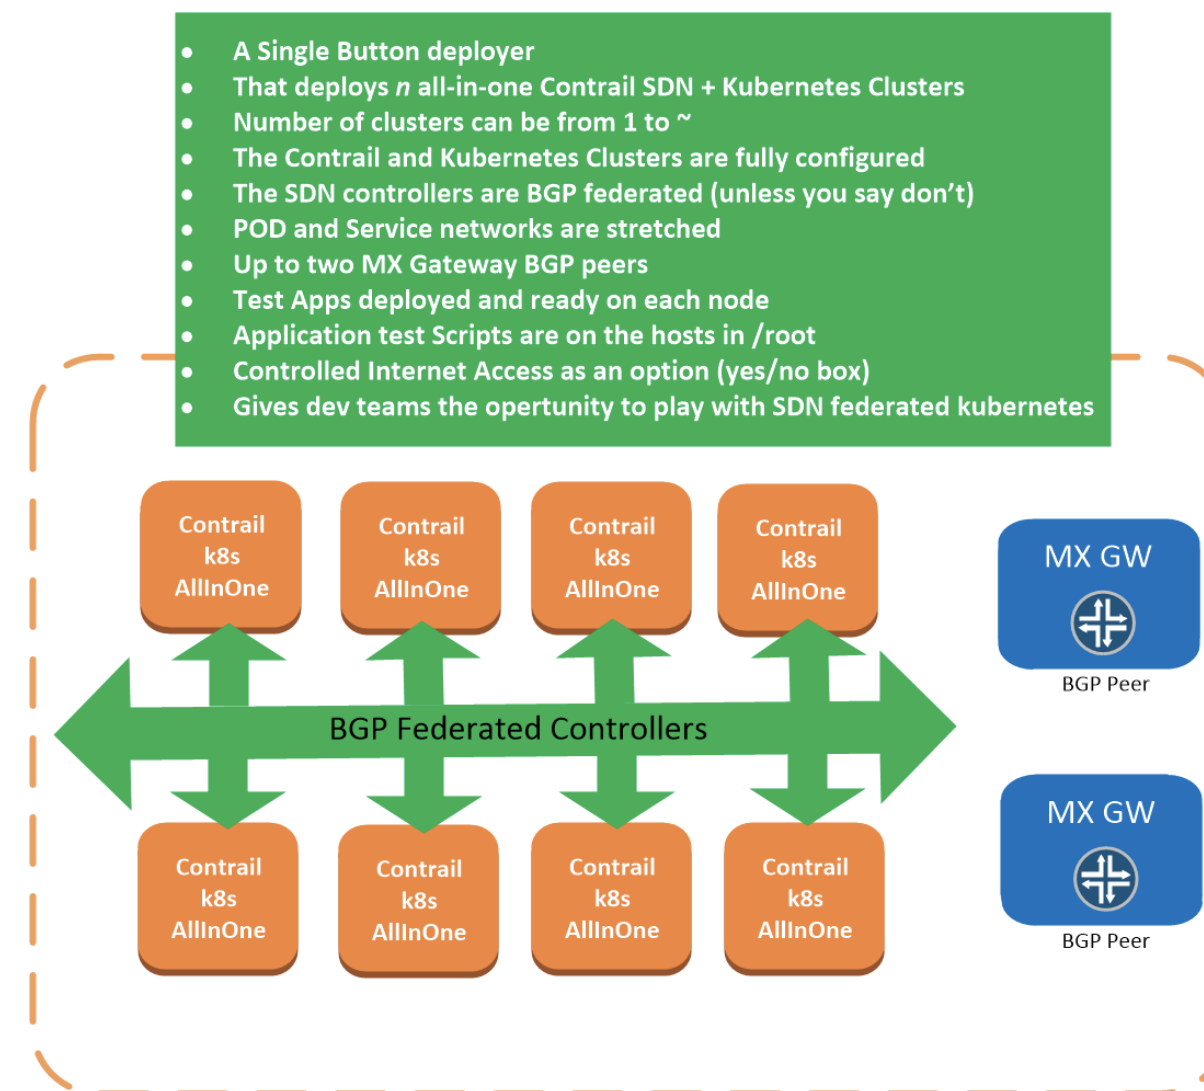 A Single Button deployer
That deploys n all-in-one Contrail SDN + Kubernetes Clusters
Number of clusters can be from 1 to ~
The Contrail and Kubernetes Clusters are fully configured
The SDN controllers are BGP federated (unless you say don’t)
POD and Service networks are stretched
Up to two MX Gateway BGP peers
Test Apps deployed and ready on each node
Application test Scripts are on the hosts in /root
Controlled Internet Access as an option (yes/no box)
Gives dev teams the opertunity to play with SDN federated kubernetes
Contrail
k8s
AllInOne
Contrail
k8s
AllInOne
Contrail
k8s
AllInOne
Contrail
k8s
AllInOne
MX GW
BGP Peer
BGP Federated Controllers
Contrail
k8s
AllInOne
Contrail
k8s
AllInOne
Contrail
k8s
AllInOne
Contrail
k8s
AllInOne
MX GW
BGP Peer